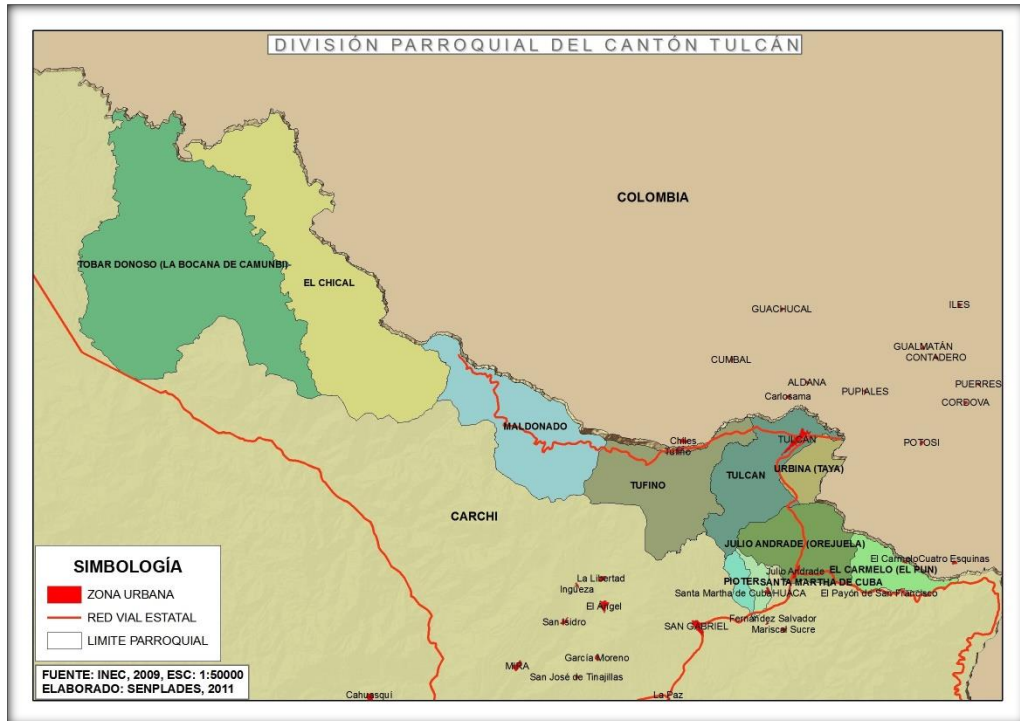 DIVISIÓN PARROQUIAL DEL CANTÓN TULCÁN
COLOMBIA
TOBAR DONOSO (LA BOCANA DE CAMUNBI)
EL CHICAL
GUACHUCAL
ILES
GUALMATÁN
CONTADERO
CUMBAL
ALDANA
Carlosama
PUPIALES
PUERRES
CORDOVA
MALDONADO
Chiles
Tufiño
TULCÁN
POTOSI
URBINA (TAYA)
TULCAN
TUFINO
CARCHI
JULIO ANDRADE (OREJUELA)
El Carmelo
Cuatro Esquinas
EL CARMELO (EL PUN)
Julio Andrade
PIOTER
SANTA MARTHA DE CUBA
Santa Martha de Cuba
HUACA
El Payón de San Francisco
La Libertad
Ingueza
El Ángel
San Isidro
SAN GABRIEL
Fernández Salvador
Mariscal Sucre
García Moreno
MIRA
San José de Tinajillas
Cahuasquí
La Paz
SIMBOLOGÍA
ZONA URBANA
RED VIAL ESTATAL
LIMITE PARROQUIAL
FUENTE: INEC, 2009, ESC: 1:50000
ELABORADO: SENPLADES, 2011